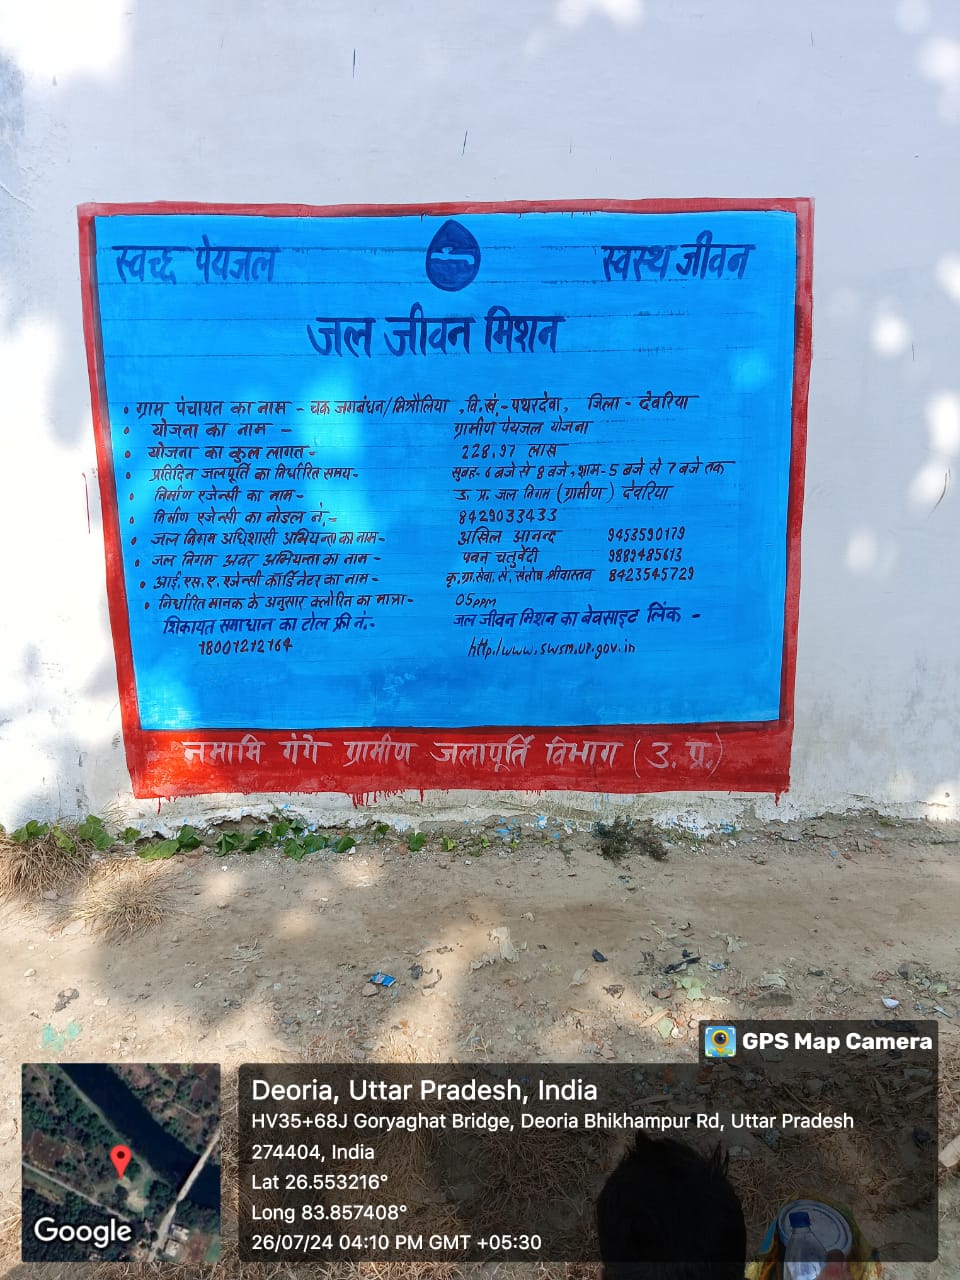 स्वच्छ पेयजल स्वस्थ जीवन
जल जीवन मिशन
• ग्राम पंचायत का नाम - चक जगबंधन/मिश्रौलिया , वि.खं.- पथरदेवा, जिला - देवरिया
• योजना का नाम - ग्रामीण पेयजल योजना
• योजना का कुल लागत- 228.97 लाख
• प्रतिदिन जलपूर्ति का निर्धारित समय- सुबह- 6 बजे से 8 बजे, शाम- 5 बजे से 7 बजे तक
• निर्माण एजेन्सी का नाम- उ. प्र. जल निगम (ग्रामीण) देवरिया
• निर्माण एजेन्सी का नोडल नं.- 8429033433
• जल निगम अधिशासी अभियन्ता का नाम- अखिल आनन्द 9453590179
• जल निगम अवर अभियन्ता का नाम- पवन चतुर्वेदी 9889485613
• आई.एस.ए. एजेन्सी कोर्डिनेटर का नाम- कृ.ग्रा.सेवा.सं. संतोष श्रीवास्तव 8423545729
• निर्धारित मानक के अनुसार क्लोरिन का मात्रा- 05ppm
शिकायत समाधान का टोल फ्री नं.- जल जीवन मिशन का बेवसाइट लिंक -
18001212164 http./www.swsm.up.gov.in
नमामि गंगे ग्रामीण जलापूर्ति विभाग (उ. प्र.)
GPS Map Camera
Deoria, Uttar Pradesh, India
HV35+68J Goryaghat Bridge, Deoria Bhikhampur Rd, Uttar Pradesh
274404, India
Lat 26.553216°
Long 83.857408°
26/07/24 04:10 PM GMT +05:30
Google